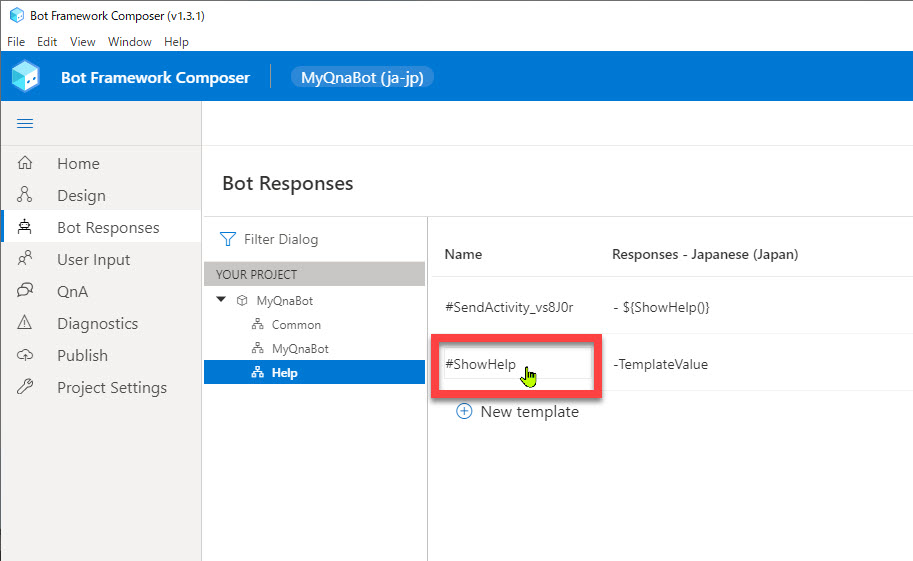 Bot Framework Composer (v1.3.1)
File Edit View Window Help
Bot Framework Composer MyQnaBot (ja-jp)
Home
Design
Bot Responses
User Input
QnA
Diagnostics
Publish
Project Settings
Bot Responses
Filter Dialog
YOUR PROJECT
MyQnaBot
Common
MyQnaBot
Help
Name Responses - Japanese (Japan)
#SendActivity_vs8J0r - ${ShowHelp()}
#ShowHelp -TemplateValue
New template